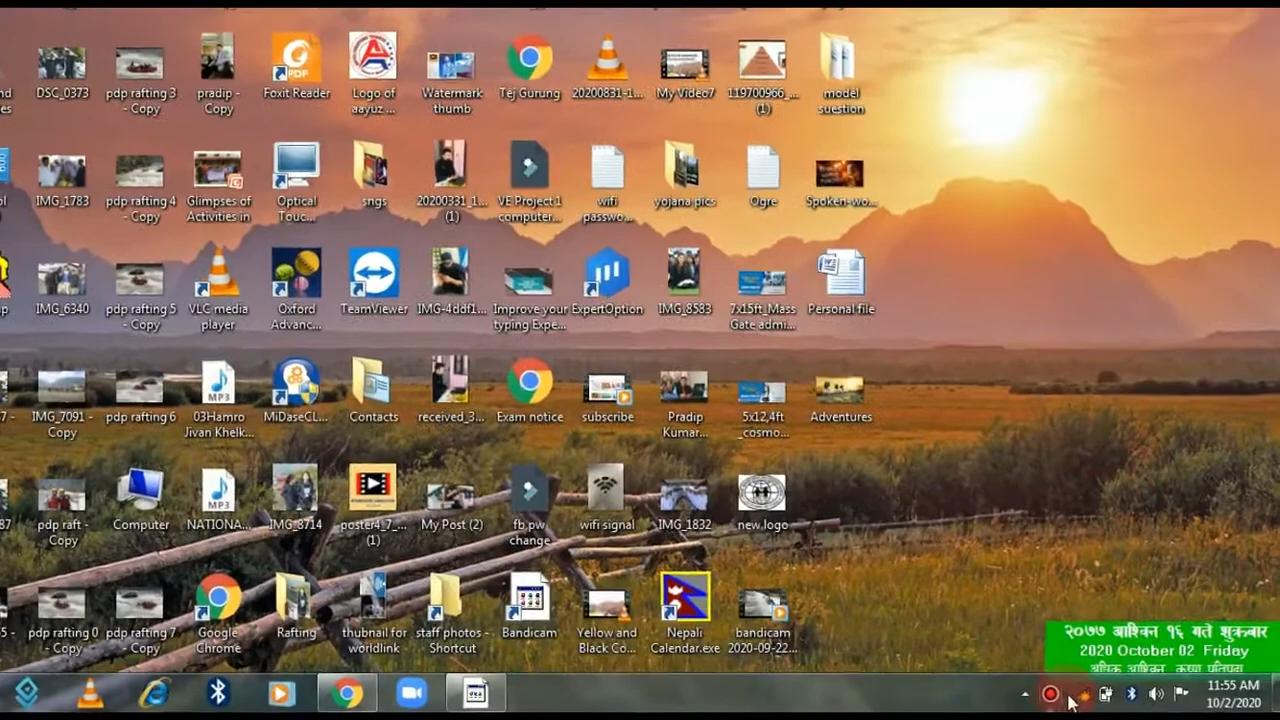 DSC_0373
pdp rafting 3 - Copy
pradip - Copy
Foxit Reader
Logo of aayuz ...
Watermark thumb
Tej Gurung
20200831-1...
My Video7
119700966_... (1)
model suestion
IMG_1783
pdp rafting 4 - Copy
Glimpses of Activities in
Optical Touc...
sngs
20200331_1... (1)
VE Project 1 computer...
wifi passwo...
yojana pics
Ogre
Spoken-wo...
IMG_6340
pdp rafting 5 - Copy
VLC media player
Oxford Advanc...
TeamViewer
IMG-4ddf1...
Improve your typing Expe...
ExpertOption
IMG_8583
7x15ft_Mass Gate admi...
Personal file
IMG_7091 - Copy
pdp rafting 6
03Hamro Jivan Khelk...
MiDaseCL...
Contacts
received_3...
Exam notice
subscribe
Pradip Kumar...
5x12,4ft _cosmo...
Adventures
pdp raft - Copy
Computer
NATIONA...
IMG_8714
poster4_7_... (1)
My Post (2)
fb pw change
wifi signal
IMG_1832
new logo
pdp rafting 0 - Copy
pdp rafting 7
Google Chrome
Rafting
thubnail for worldlink
staff photos - Shortcut
Bandicam
Yellow and Black Co...
Nepali Calendar.exe
bandicam 2020-09-22...
२०७७ आश्विन १६ गते शुक्रबार
2020 October 02 Friday
अधिक आश्विन, कृष्ण प्रतिपदा
11:55 AM
10/2/2020